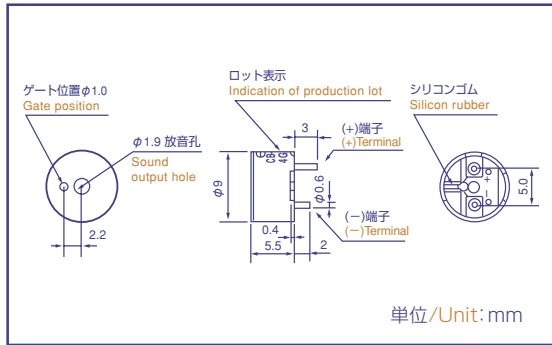 ゲート位置φ1.0
Gate position
φ1.9 放音孔
Sound
output hole
2.2
ロット表示
Indication of production lot
3
(+)端子
(+)Terminal
CB
4G
φ9
φ0.6
0.4
5.5
2
(−)端子
(−)Terminal
シリコンゴム
Silicon rubber
+
−
5.0
単位/Unit:mm